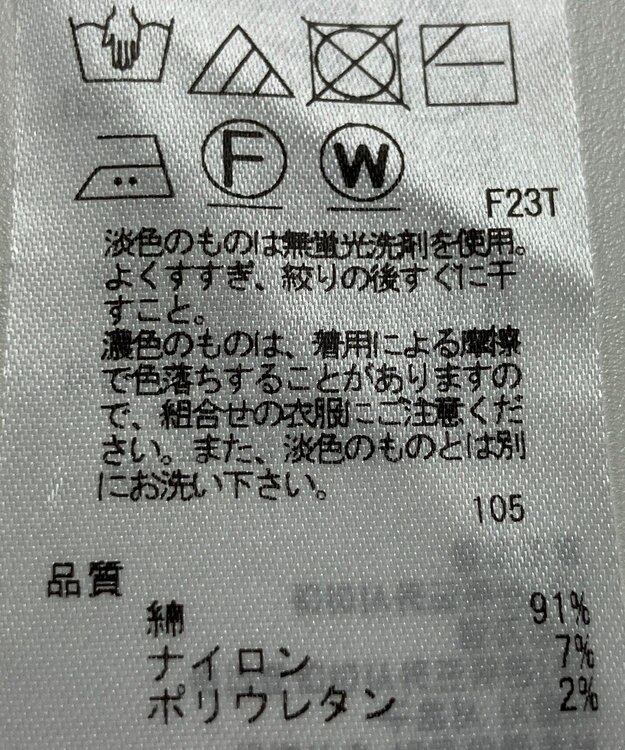 F W
F23T
淡色のものは無蛍光洗剤を使用。
よくすすぎ、絞りの後すぐに干
すこと。
濃色のものは、着用による摩擦
で色落ちすることがありますの
で、組合せの衣服にご注意くだ
さい。また、淡色のものとは別
にお洗い下さい。
105
品質
綿 91%
ナイロン 7%
ポリウレタン 2%